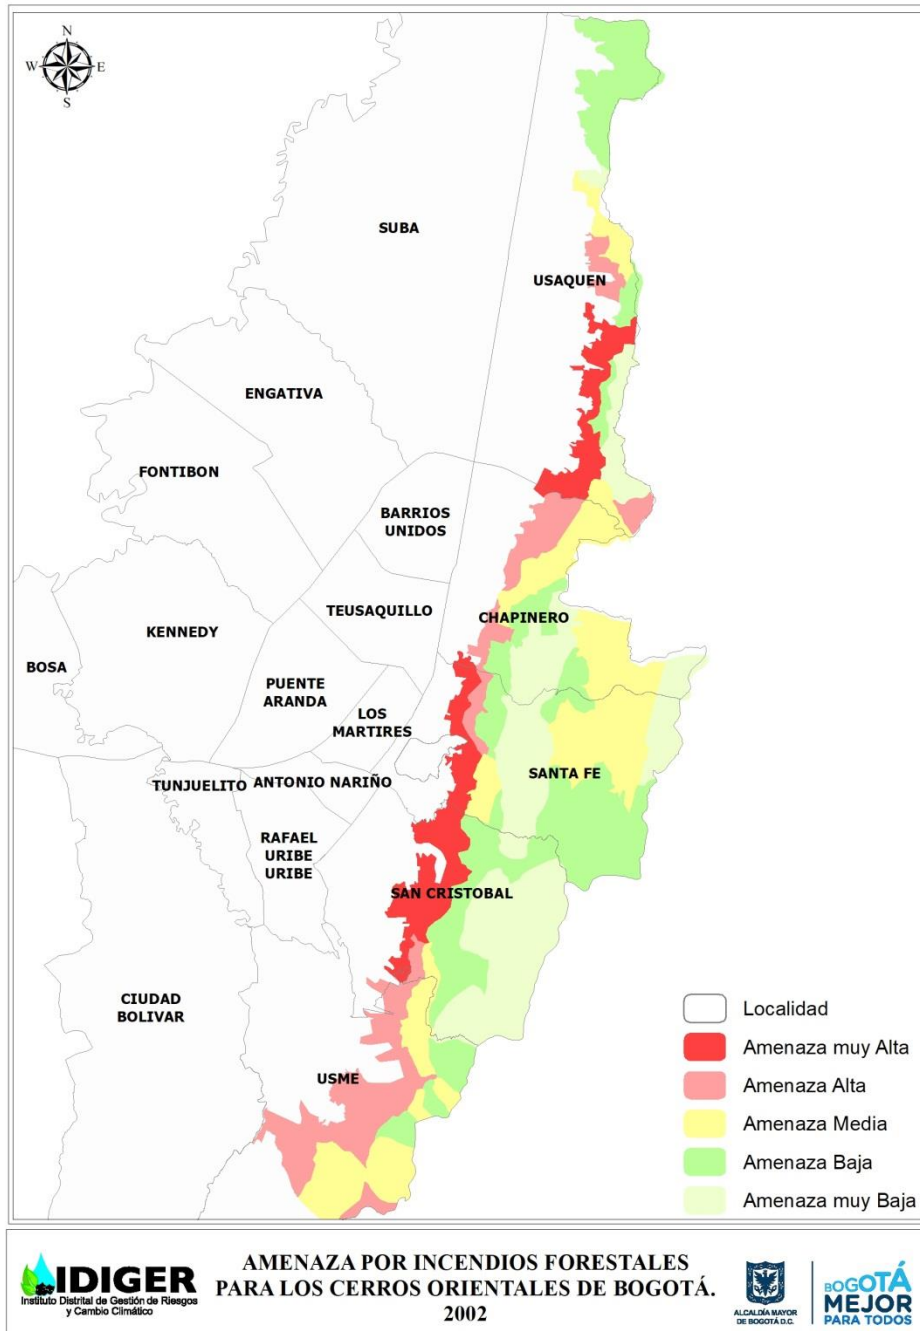 N
W
E
S
SUBA
USAQUEN
ENGATIVA
FONTIBON
BARRIOS
UNIDOS
TEUSAQUILLO
CHAPINERO
KENNEDY
BOSA
PUENTE
ARANDA
LOS
MARTIRES
SANTA FE
TUNJUELITO
ANTONIO NARIÑO
RAFAEL
URIBE
URIBE
SAN CRISTOBAL
CIUDAD
BOLIVAR
USME
Localidad
Amenaza muy Alta
Amenaza Alta
Amenaza Media
Amenaza Baja
Amenaza muy Baja
IDIGER
Instituto Distrital de Gestión de Riesgos
y Cambio Climático
AMENAZA POR INCENDIOS FORESTALES
PARA LOS CERROS ORIENTALES DE BOGOTÁ.
2002
ALCALDÍA MAYOR
DE BOGOTÁ D.C.
BOGOTÁ
MEJOR
PARA TODOS